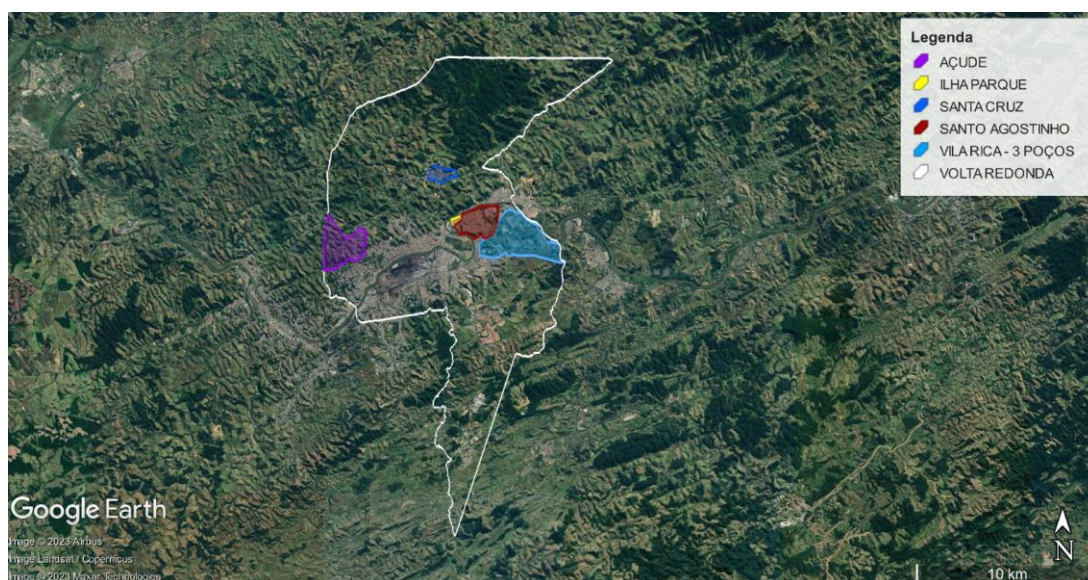 Legenda
AÇUDE
ILHA PARQUE
SANTA CRUZ
SANTO AGOSTINHO
VILA RICA - 3 POÇOS
VOLTA REDONDA
Google Earth
Image © 2023 Airbus
Image Landsat / Copernicus
Image © 2023 Maxar Technologies
N
10 km